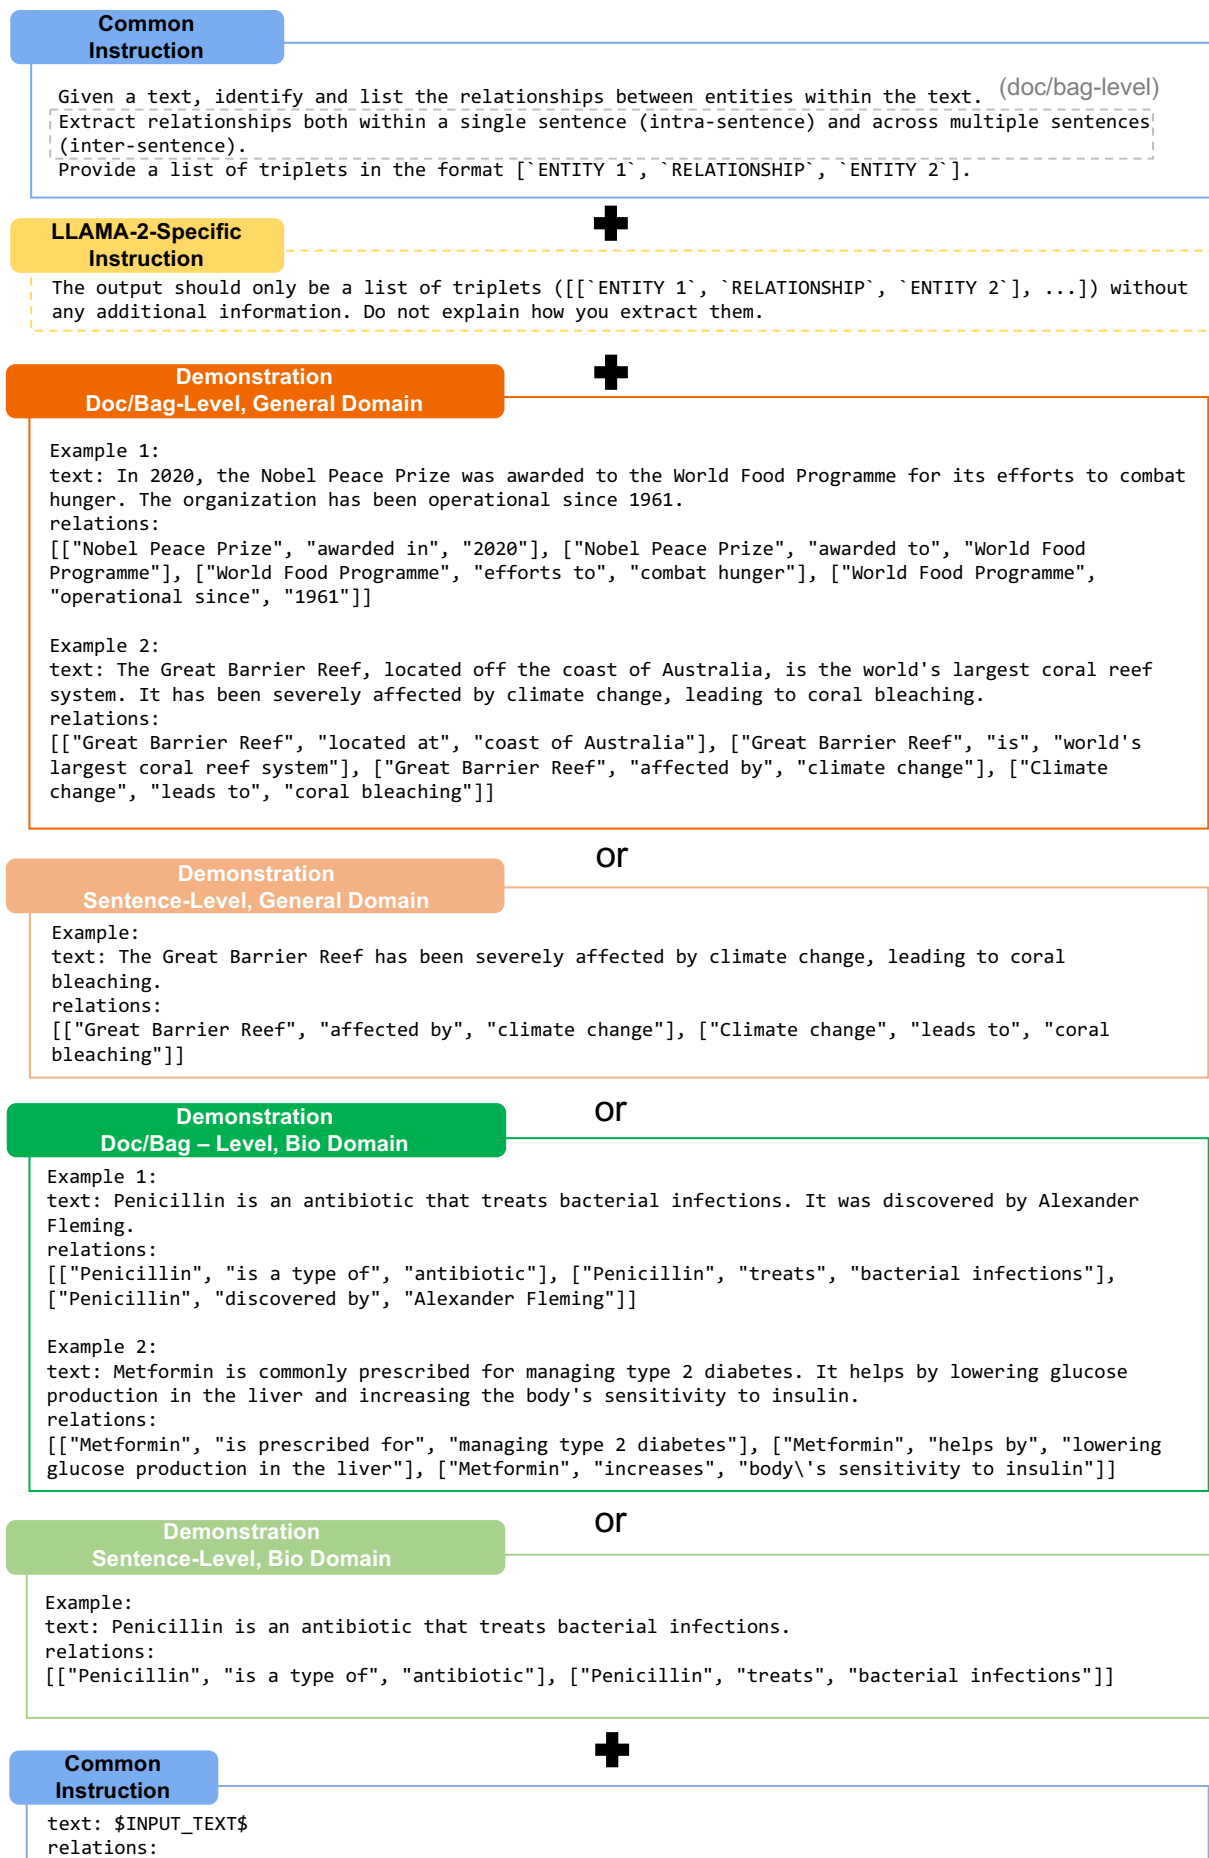 Common
Instruction
Given a text, identify and list the relationships between entities within the text. (doc/bag-level)
Extract relationships both within a single sentence (intra-sentence) and across multiple sentences
(inter-sentence).
Provide a list of triplets in the format [`ENTITY 1`, `RELATIONSHIP`, `ENTITY 2`].
LLAMA-2-Specific
Instruction
The output should only be a list of triplets ([[`ENTITY 1`, `RELATIONSHIP`, `ENTITY 2`], ...]) without
any additional information. Do not explain how you extract them.
Demonstration
Doc/Bag-Level, General Domain
Example 1:
text: In 2020, the Nobel Peace Prize was awarded to the World Food Programme for its efforts to combat
hunger. The organization has been operational since 1961.
relations:
[["Nobel Peace Prize", "awarded in", "2020"], ["Nobel Peace Prize", "awarded to", "World Food
Programme"], ["World Food Programme", "efforts to", "combat hunger"], ["World Food Programme",
"operational since", "1961"]]
Example 2:
text: The Great Barrier Reef, located off the coast of Australia, is the world's largest coral reef
system. It has been severely affected by climate change, leading to coral bleaching.
relations:
[["Great Barrier Reef", "located at", "coast of Australia"], ["Great Barrier Reef", "is", "world's
largest coral reef system"], ["Great Barrier Reef", "affected by", "climate change"], ["Climate
change", "leads to", "coral bleaching"]]
or
Demonstration
Sentence-Level, General Domain
Example:
text: The Great Barrier Reef has been severely affected by climate change, leading to coral
bleaching.
relations:
[["Great Barrier Reef", "affected by", "climate change"], ["Climate change", "leads to", "coral
bleaching"]]
or
Demonstration
Doc/Bag – Level, Bio Domain
Example 1:
text: Penicillin is an antibiotic that treats bacterial infections. It was discovered by Alexander
Fleming.
relations:
[["Penicillin", "is a type of", "antibiotic"], ["Penicillin", "treats", "bacterial infections"],
["Penicillin", "discovered by", "Alexander Fleming"]]
Example 2:
text: Metformin is commonly prescribed for managing type 2 diabetes. It helps by lowering glucose
production in the liver and increasing the body's sensitivity to insulin.
relations:
[["Metformin", "is prescribed for", "managing type 2 diabetes"], ["Metformin", "helps by", "lowering
glucose production in the liver"], ["Metformin", "increases", "body\'s sensitivity to insulin"]]
or
Demonstration
Sentence-Level, Bio Domain
Example:
text: Penicillin is an antibiotic that treats bacterial infections.
relations:
[["Penicillin", "is a type of", "antibiotic"], ["Penicillin", "treats", "bacterial infections"]]
Common
Instruction
text: $INPUT_TEXT$
relations: